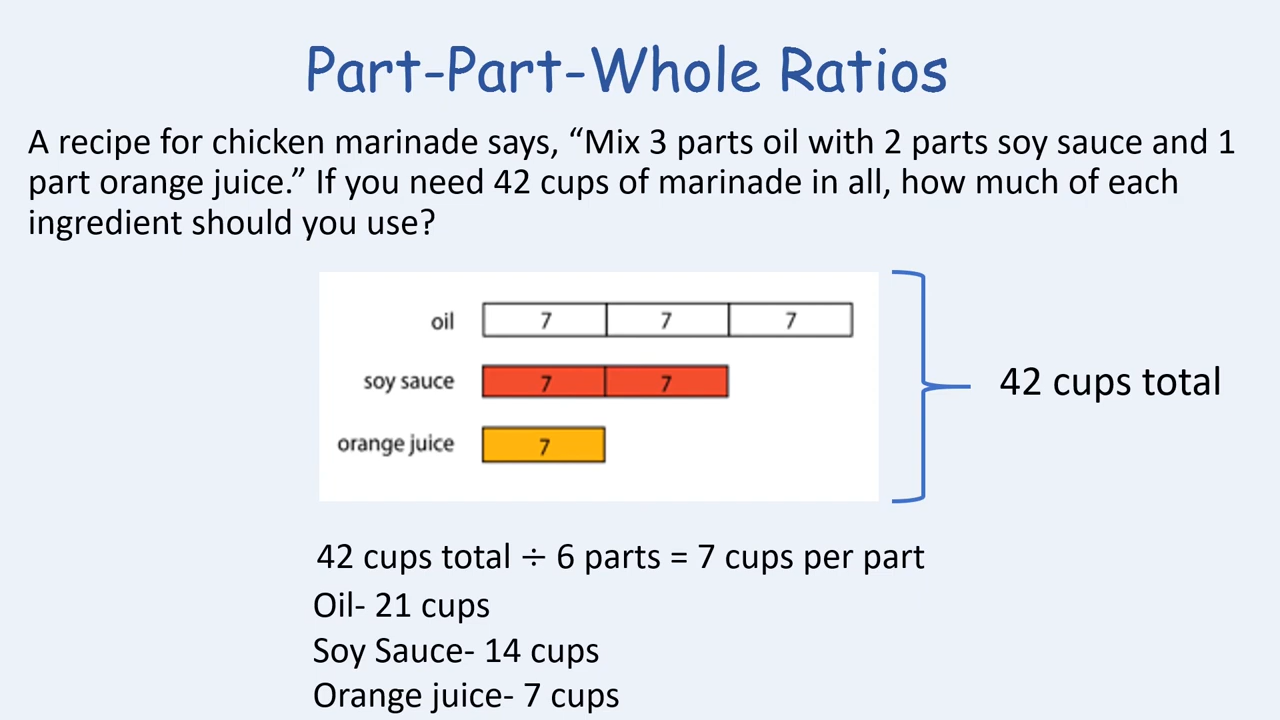 Part-Part-Whole Ratios
A recipe for chicken marinade says, “Mix 3 parts oil with 2 parts soy sauce and 1
part orange juice.” If you need 42 cups of marinade in all, how much of each
ingredient should you use?
oil 7 7 7
soy sauce 7 7
orange juice 7
42 cups total
42 cups total ÷ 6 parts = 7 cups per part
Oil- 21 cups
Soy Sauce- 14 cups
Orange juice- 7 cups